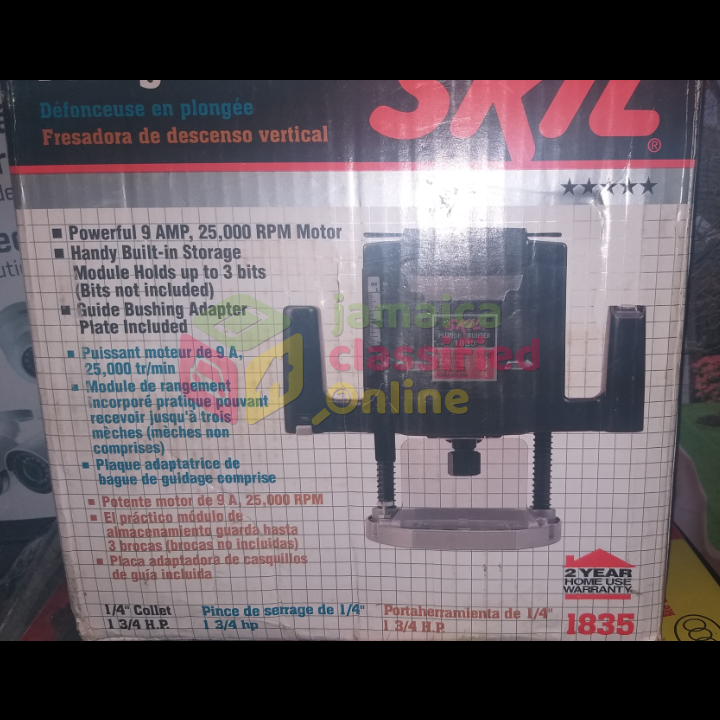 SKIL®
Défonceuse en plongée
Fresadora de descenso vertical
★★★★★
■ Powerful 9 AMP, 25,000 RPM Motor
■ Handy Built-in Storage
Module Holds up to 3 bits
(Bits not included)
■ Guide Bushing Adapter
Plate Included
■ Puissant moteur de 9 A,
25,000 tr/min
■ Module de rangement
incorporé pratique pouvant
recevoir jusqu'à trois
mèches (mèches non
comprises)
■ Plaque adaptatrice de
bague de guidage comprise
■ Potente motor de 9 A, 25,000 RPM
■ El práctico módulo de
almacenamiento guarda hasta
3 brocas (brocas no incluidas)
■ Placa adaptadora de casquillos
de guía incluida
SKIL
PLUNGE ROUTER
1835
jamaica
classified
Online
2 YEAR
HOME USE
WARRANTY
1/4" Collet
1 3/4 H.P.
Pince de serrage de 1/4"
1 3/4 hp
Portaherramienta de 1/4"
1 3/4 H.P.
1835